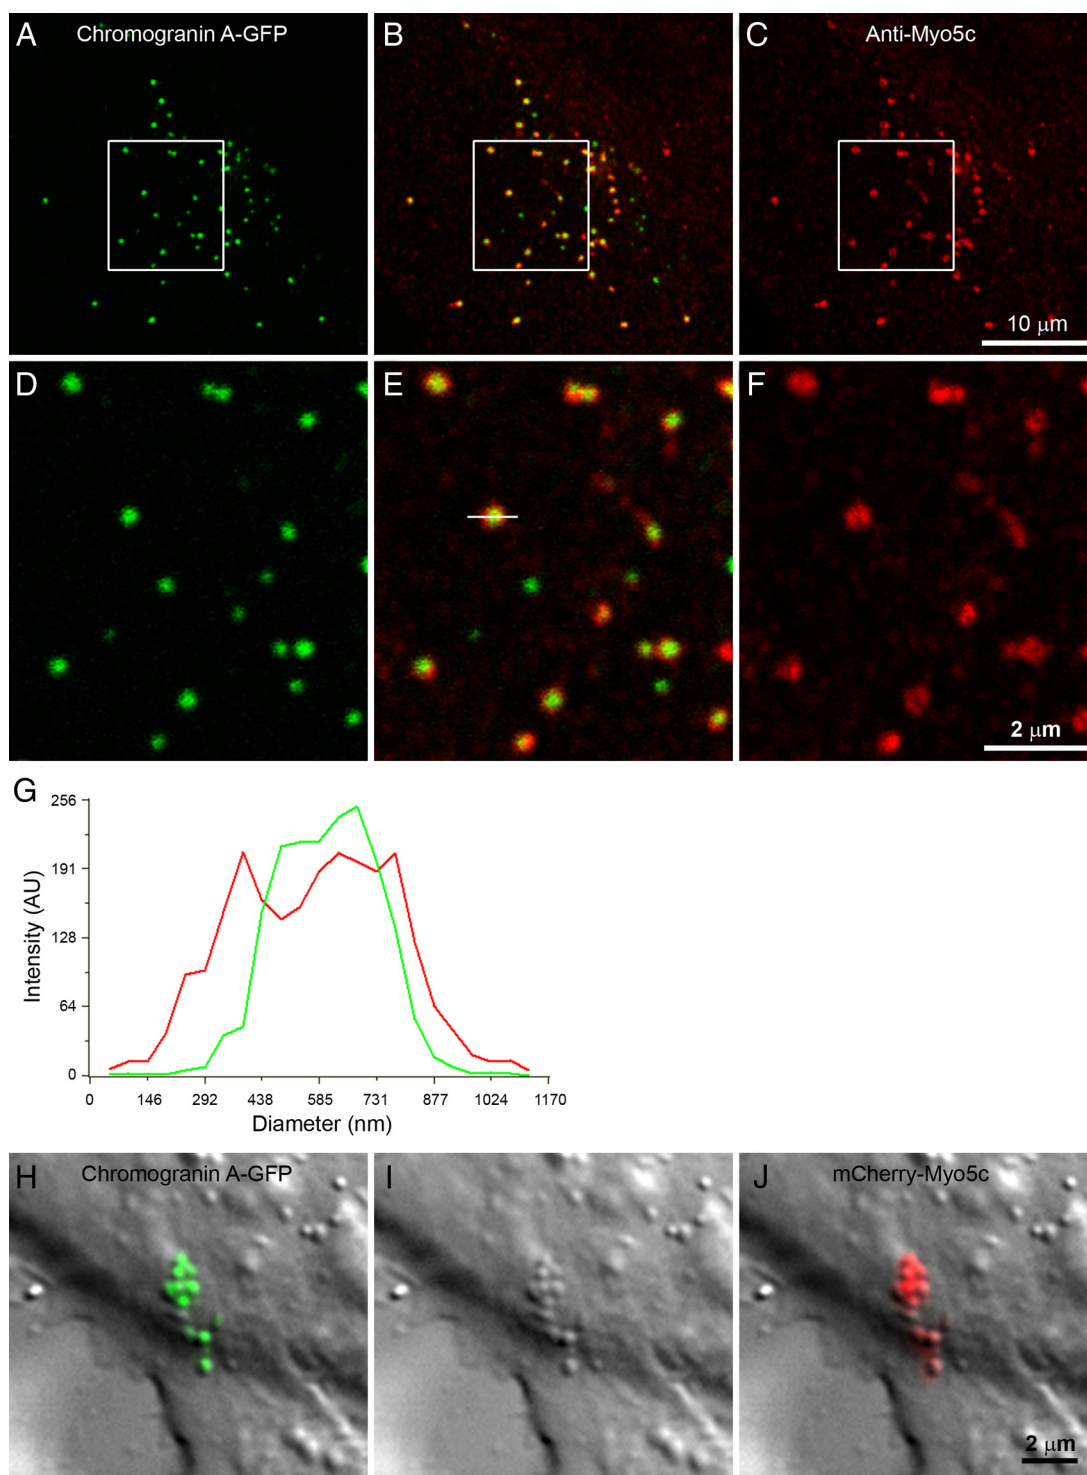 A Chromogranin A-GFP
B
C Anti-Myo5c
10 μm
D
E
F
2 μm
G
256
191
128
64
0
Intensity (AU)
0 146 292 438 585 731 877 1024 1170
Diameter (nm)
H Chromogranin A-GFP
I
J mCherry-Myo5c
2 μm